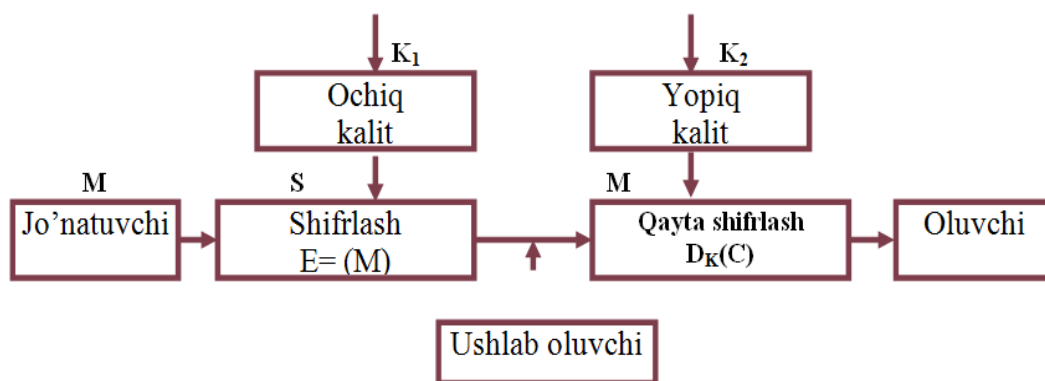 K₁
K₂
Ochiq
kalit
Yopiq
kalit
M
S
M
Jo’natuvchi
Shifrlash
E= (M)
Qayta shifrlash
Dₖ(C)
Oluvchi
Ushlab oluvchi